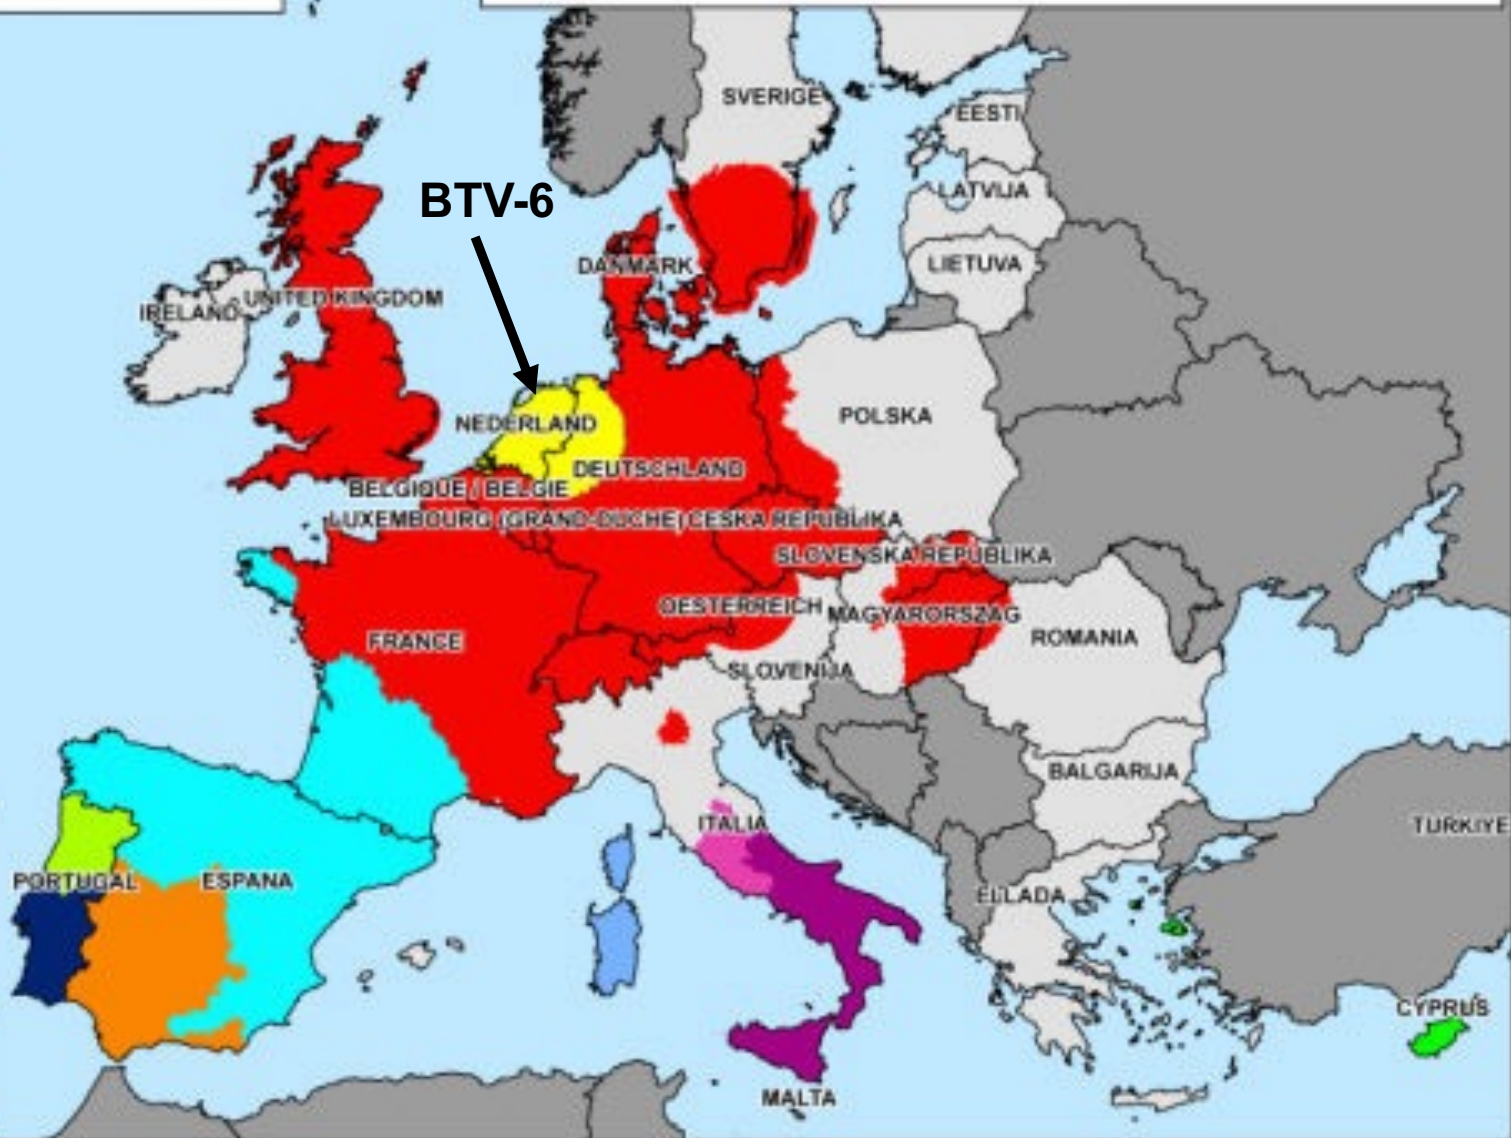 SVERIGE
EESTI
LATVIJA
BTV-6
LIETUVA
DANMARK
UNITED KINGDOM
IRELAND
POLSKA
NEDERLAND
DEUTSCHLAND
BELGIQUE / BELGIE
LUXEMBOURG (GRAND-DUCHE) CESKA REPUBLIKA
SLOVENSKA REPUBLIKA
OESTERREICH MAGYARORSZAG
ROMANIA
FRANCE
SLOVENIJA
BALGARIJA
ITALIA
TURKIYE
PORTUGAL
ESPANA
ELLADA
CYPRUS
MALTA